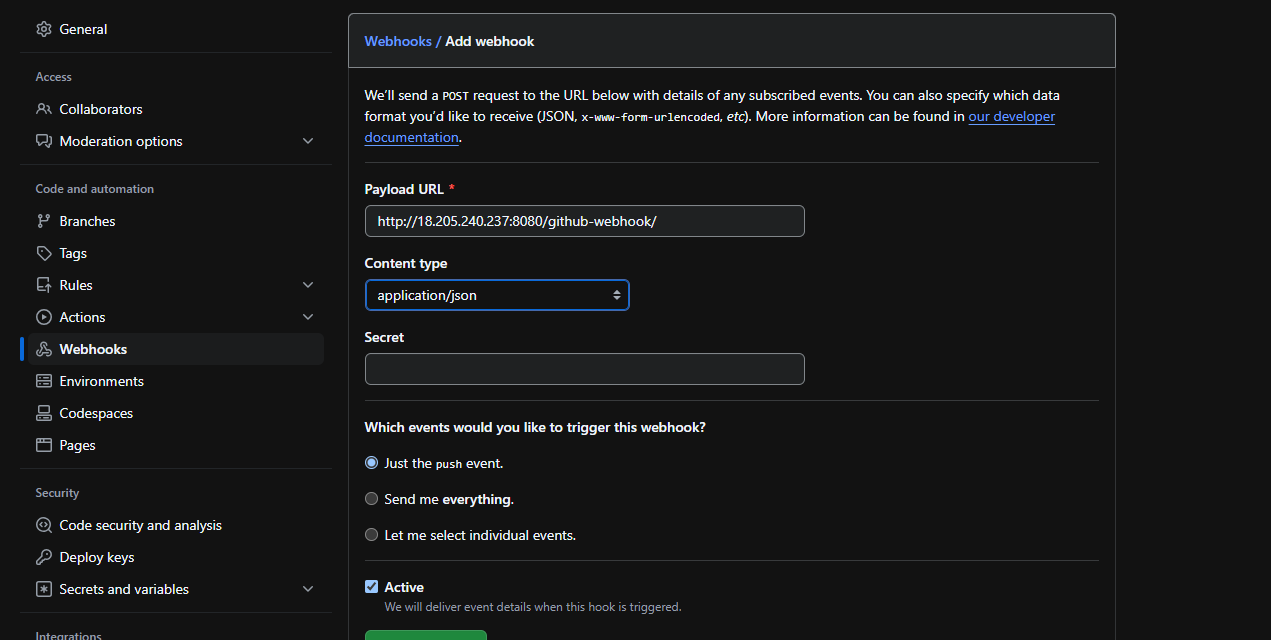 General
Access
Collaborators
Moderation options
Code and automation
Branches
Tags
Rules
Actions
Webhooks
Environments
Codespaces
Pages
Security
Code security and analysis
Deploy keys
Secrets and variables
Integrations
Webhooks / Add webhook
We’ll send a POST request to the URL below with details of any subscribed events. You can also specify which data
format you’d like to receive (JSON, x-www-form-urlencoded, etc). More information can be found in our developer
documentation.
Payload URL *
http://18.205.240.237:8080/github-webhook/
Content type
application/json
Secret
Which events would you like to trigger this webhook?
Just the push event.
Send me everything.
Let me select individual events.
Active
We will deliver event details when this hook is triggered.